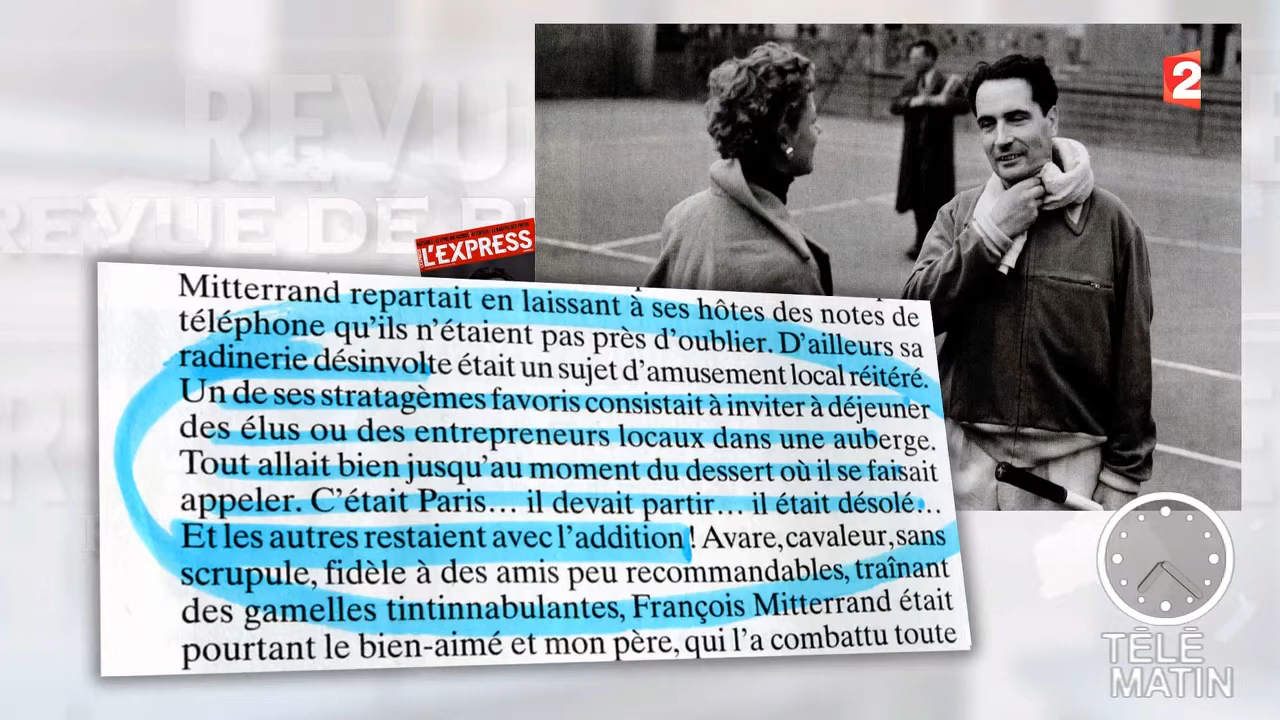 REVU
REVUE DE P
2
L'EXPRESS
Mitterrand repartait en laissant à ses hôtes des notes de
téléphone qu'ils n'étaient pas près d'oublier. D'ailleurs sa
radinerie désinvolte était un sujet d'amusement local réitéré.
Un de ses stratagèmes favoris consistait à inviter à déjeuner
des élus ou des entrepreneurs locaux dans une auberge.
Tout allait bien jusqu'au moment du dessert où il se faisait
appeler. C'était Paris... il devait partir... il était désolé...
Et les autres restaient avec l'addition ! Avare, cavaleur, sans
scrupule, fidèle à des amis peu recommandables, traînant
des gamelles tintinnabulantes, François Mitterrand était
pourtant le bien-aimé et mon père, qui l'a combattu toute
TÉLÉ
MATIN